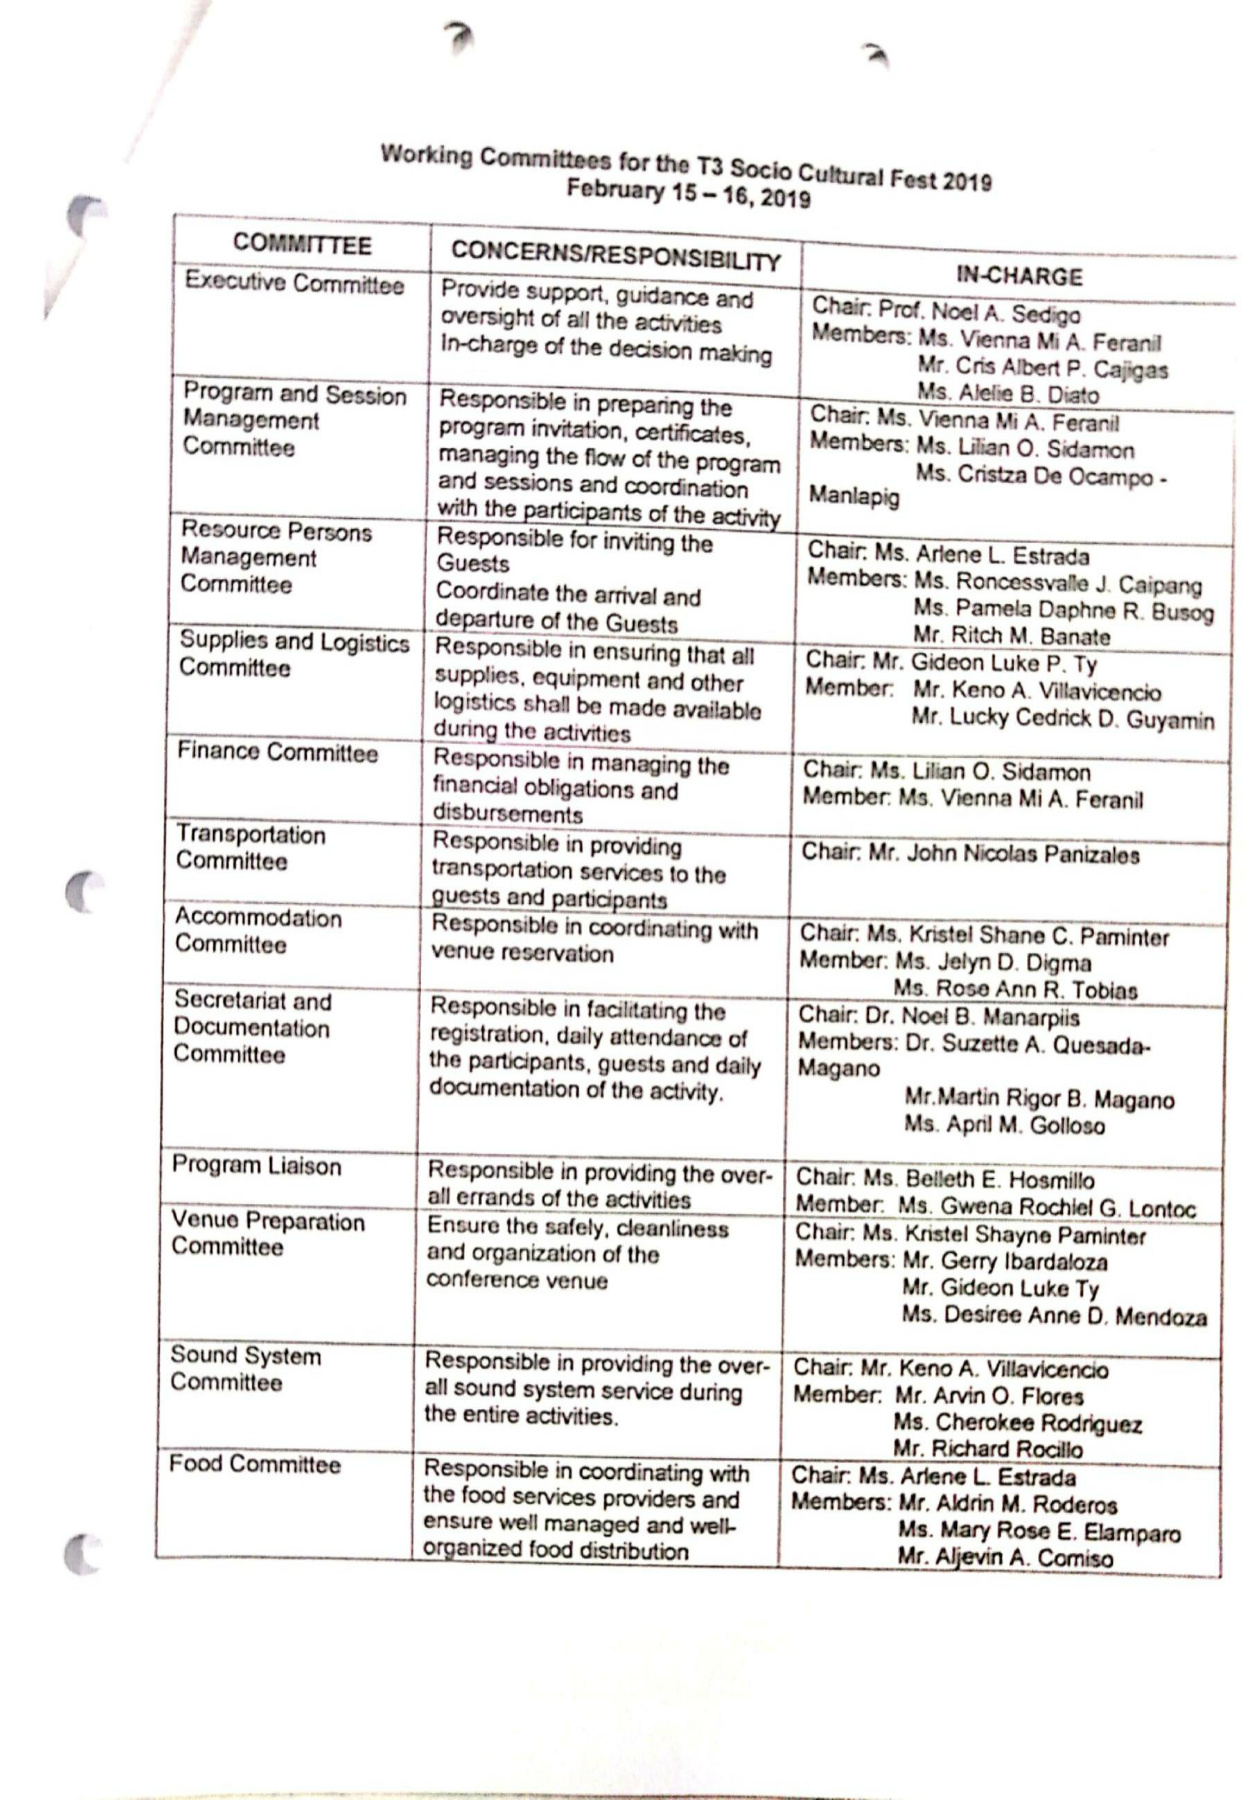 Working Committees for the T3 Socio Cultural Fest 2019
February 15 – 16, 2019
COMMITTEE
CONCERNS/RESPONSIBILITY
IN-CHARGE
Executive Committee
Provide support, guidance and
oversight of all the activities
In-charge of the decision making
Chair: Prof. Noel A. Sedigo
Members: Ms. Vienna Mi A. Feranil
Mr. Cris Albert P. Cajigas
Ms. Alelie B. Diato
Program and Session
Management
Committee
Responsible in preparing the
program invitation, certificates,
managing the flow of the program
and sessions and coordination
with the participants of the activity
Chair: Ms. Vienna Mi A. Feranil
Members: Ms. Lilian O. Sidamon
Ms. Cristza De Ocampo -
Manlapig
Resource Persons
Management
Committee
Responsible for inviting the
Guests
Coordinate the arrival and
departure of the Guests
Chair: Ms. Arlene L. Estrada
Members: Ms. Roncessvalle J. Caipang
Ms. Pamela Daphne R. Busog
Mr. Ritch M. Banate
Supplies and Logistics
Committee
Responsible in ensuring that all
supplies, equipment and other
logistics shall be made available
during the activities
Chair: Mr. Gideon Luke P. Ty
Member: Mr. Keno A. Villavicencio
Mr. Lucky Cedrick D. Guyamin
Finance Committee
Responsible in managing the
financial obligations and
disbursements
Chair: Ms. Lilian O. Sidamon
Member: Ms. Vienna Mi A. Feranil
Transportation
Committee
Responsible in providing
transportation services to the
guests and participants
Chair: Mr. John Nicolas Panizales
Accommodation
Committee
Responsible in coordinating with
venue reservation
Chair: Ms. Kristel Shane C. Paminter
Member: Ms. Jelyn D. Digma
Ms. Rose Ann R. Tobias
Secretariat and
Documentation
Committee
Responsible in facilitating the
registration, daily attendance of
the participants, guests and daily
documentation of the activity.
Chair: Dr. Noel B. Manarpiis
Members: Dr. Suzette A. Quesada-
Magano
Mr.Martin Rigor B. Magano
Ms. April M. Golloso
Program Liaison
Responsible in providing the over-
all errands of the activities
Chair: Ms. Belleth E. Hosmillo
Member: Ms. Gwena Rochiel G. Lontoc
Venue Preparation
Committee
Ensure the safely, cleanliness
and organization of the
conference venue
Chair: Ms. Kristel Shayne Paminter
Members: Mr. Gerry Ibardaloza
Mr. Gideon Luke Ty
Ms. Desiree Anne D. Mendoza
Sound System
Committee
Responsible in providing the over-
all sound system service during
the entire activities.
Chair: Mr. Keno A. Villavicencio
Member: Mr. Arvin O. Flores
Ms. Cherokee Rodriguez
Mr. Richard Rocillo
Food Committee
Responsible in coordinating with
the food services providers and
ensure well managed and well-
organized food distribution
Chair: Ms. Arlene L. Estrada
Members: Mr. Aldrin M. Roderos
Ms. Mary Rose E. Elamparo
Mr. Aljevin A. Comiso